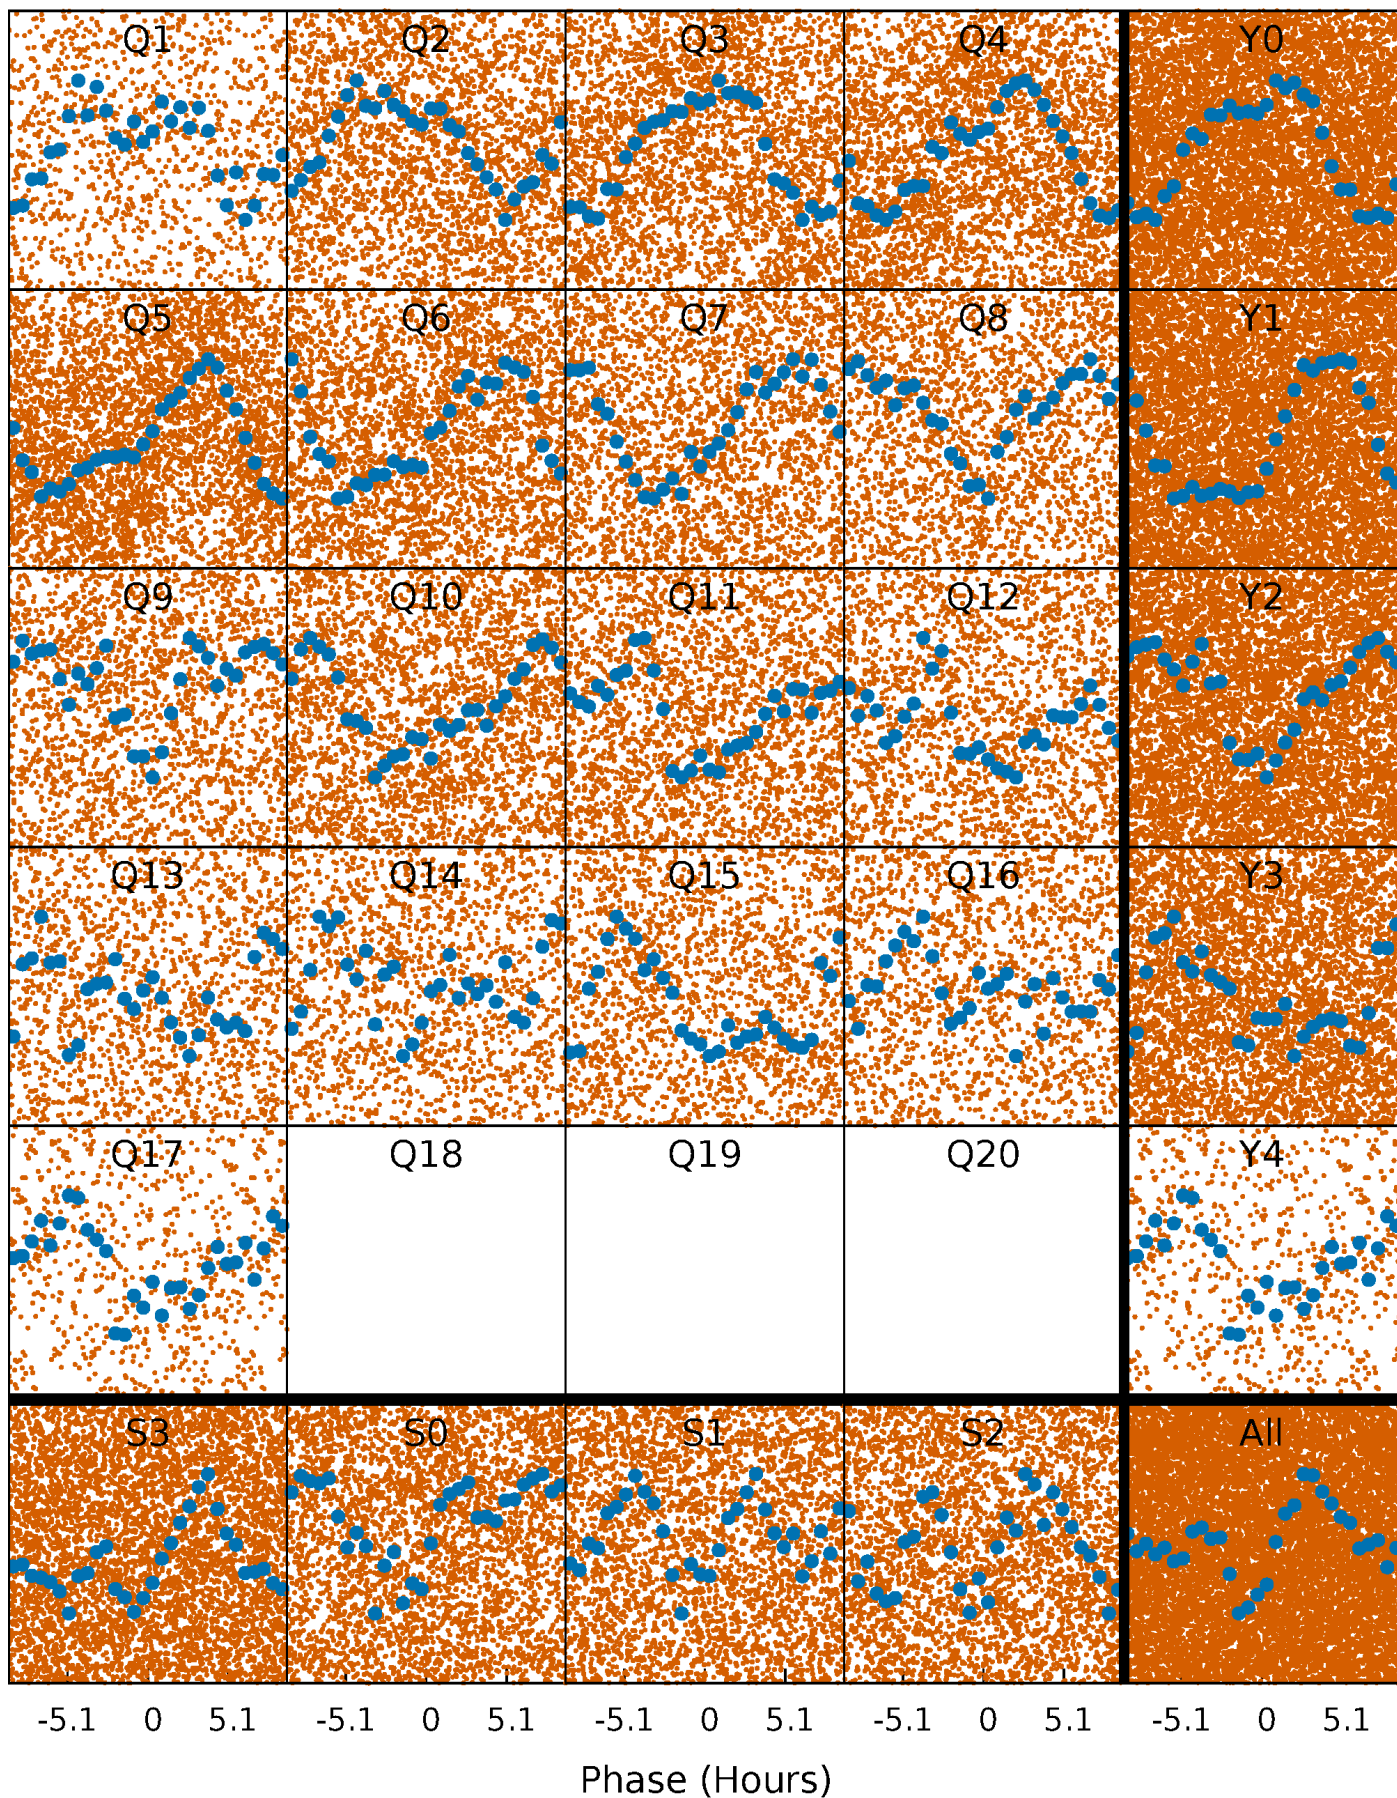 Q1 Q2 Q3 Q4 Y0
Q5 Q6 Q7 Q8 Y1
Q9 Q10 Q11 Q12 Y2
Q13 Q14 Q15 Q16 Y3
Q17 Q18 Q19 Q20 Y4
S3 S0 S1 S2 All
-5.1 0 5.1 -5.1 0 5.1 -5.1 0 5.1 -5.1 0 5.1 -5.1 0 5.1
Phase (Hours)